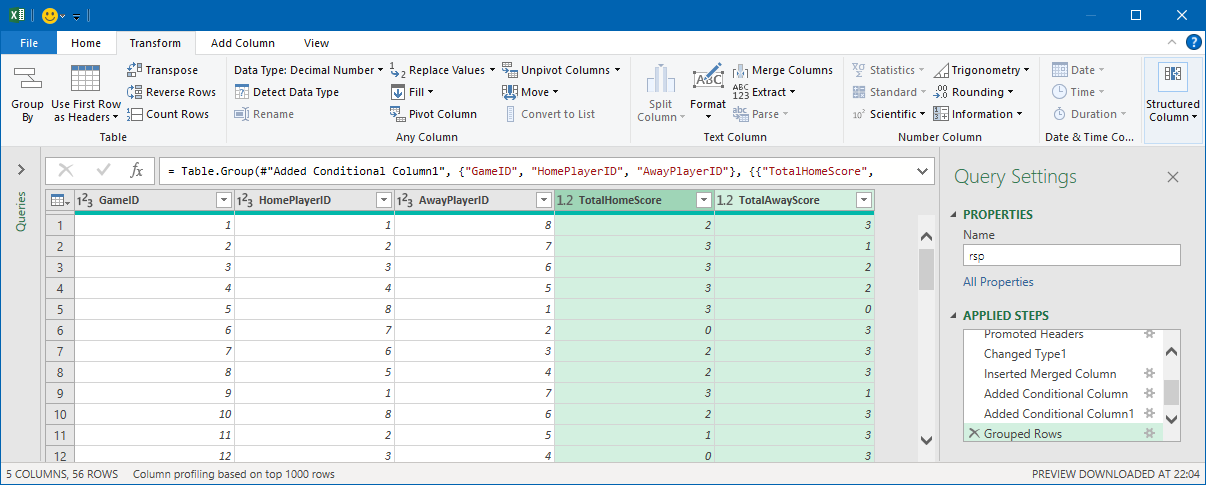 File Home Transform Add Column View
Group By Use First Row as Headers Transpose Reverse Rows Count Rows
Table
Data Type: Decimal Number Detect Data Type Rename Replace Values Fill Pivot Column Unpivot Columns Move Convert to List
Any Column
Split Column Format Merge Columns Extract Parse
Text Column
Statistics Standard Scientific Trigonometry Rounding Information
Number Column
Date Time Duration
Date & Time Co...
Structured Column
Queries
= Table.Group(#"Added Conditional Column1", {"GameID", "HomePlayerID", "AwayPlayerID"}, {{"TotalHomeScore",
GameID HomePlayerID AwayPlayerID TotalHomeScore TotalAwayScore
1 1 1 8 2 3
2 2 2 7 3 1
3 3 3 6 3 2
4 4 4 5 3 2
5 5 8 1 3 0
6 6 7 2 0 3
7 7 6 3 2 3
8 8 5 4 2 3
9 9 1 7 3 1
10 10 8 6 2 3
11 11 2 5 1 3
12 12 3 4 0 3
Query Settings
PROPERTIES
Name
rsp
All Properties
APPLIED STEPS
Promoted Headers
Changed Type1
Inserted Merged Column
Added Conditional Column
Added Conditional Column1
Grouped Rows
5 COLUMNS, 56 ROWS Column profiling based on top 1000 rows PREVIEW DOWNLOADED AT 22:04